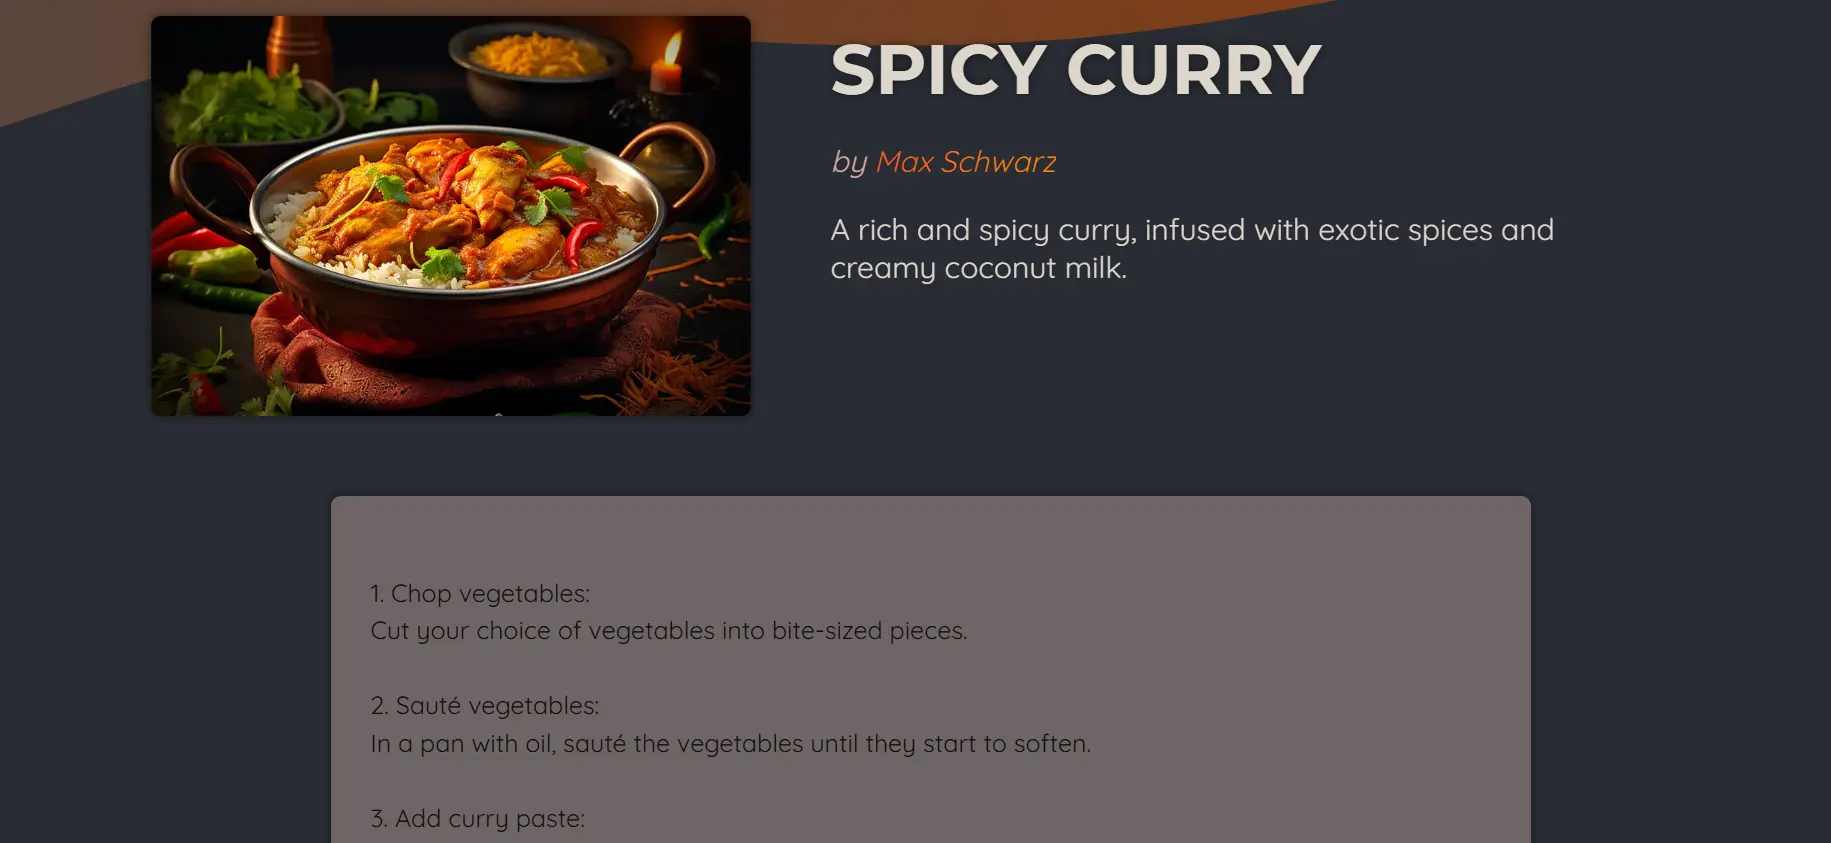 SPICY CURRY
by Max Schwarz
A rich and spicy curry, infused with exotic spices and
creamy coconut milk.
1. Chop vegetables:
Cut your choice of vegetables into bite-sized pieces.
2. Sauté vegetables:
In a pan with oil, sauté the vegetables until they start to soften.
3. Add curry paste: